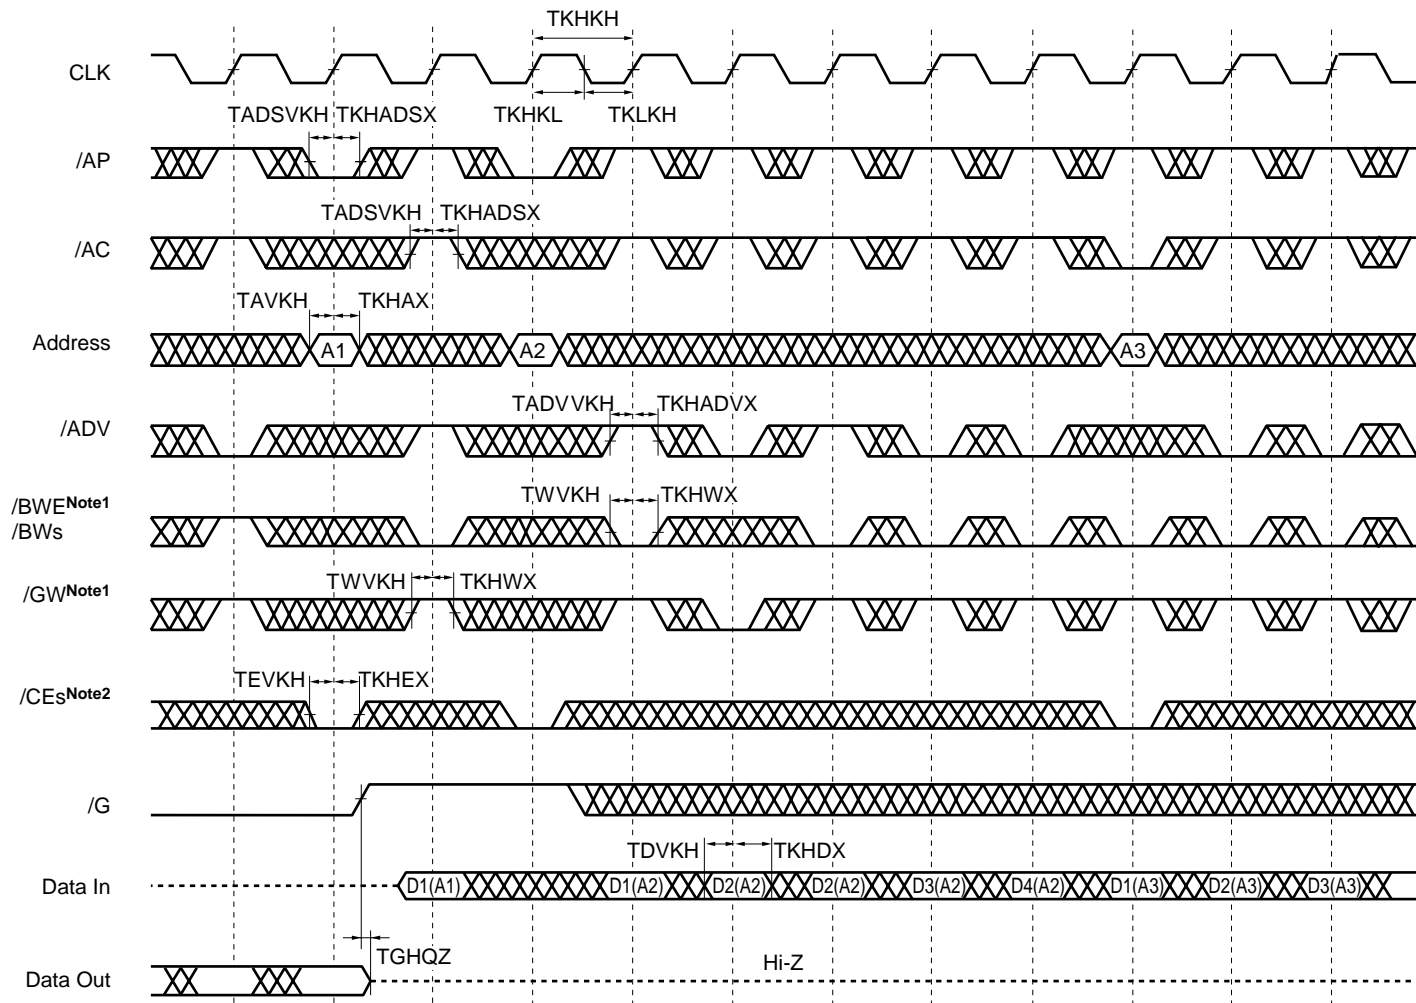 TKHKH
CLK
TKHKL TKLKH
TADSVKH TKHADSX
/AP
TADSVKH TKHADSX
/AC
TAVKH TKHAX
Address
A1 A2 A3
TADVVKH TKHADVX
/ADV
TWVKH TKHWX
/BWENote1
/BWs
TWVKH TKHWX
/GWNote1
TEVKH TKHEX
/CEsNote2
/G
TDVKH TKHDX
Data In
D1(A1) D1(A2) D2(A2) D2(A2) D3(A2) D4(A2) D1(A3) D2(A3) D3(A3)
TGHQZ
Data Out
Hi-Z